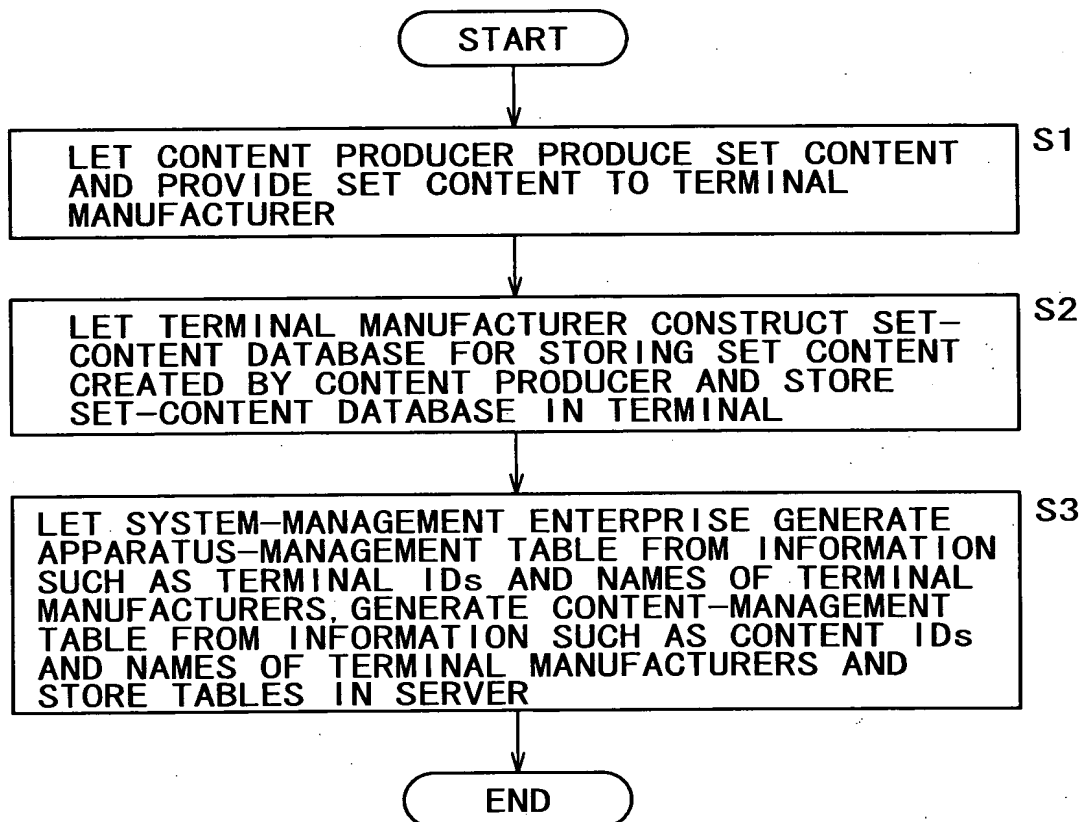 START
S1
LET CONTENT PRODUCER PRODUCE SET CONTENT
AND PROVIDE SET CONTENT TO TERMINAL
MANUFACTURER
S2
LET TERMINAL MANUFACTURER CONSTRUCT SET-
CONTENT DATABASE FOR STORING SET CONTENT
CREATED BY CONTENT PRODUCER AND STORE
SET-CONTENT DATABASE IN TERMINAL
S3
LET SYSTEM-MANAGEMENT ENTERPRISE GENERATE
APPARATUS-MANAGEMENT TABLE FROM INFORMATION
SUCH AS TERMINAL IDs AND NAMES OF TERMINAL
MANUFACTURERS, GENERATE CONTENT-MANAGEMENT
TABLE FROM INFORMATION SUCH AS CONTENT IDs
AND NAMES OF TERMINAL MANUFACTURERS AND
STORE TABLES IN SERVER
END